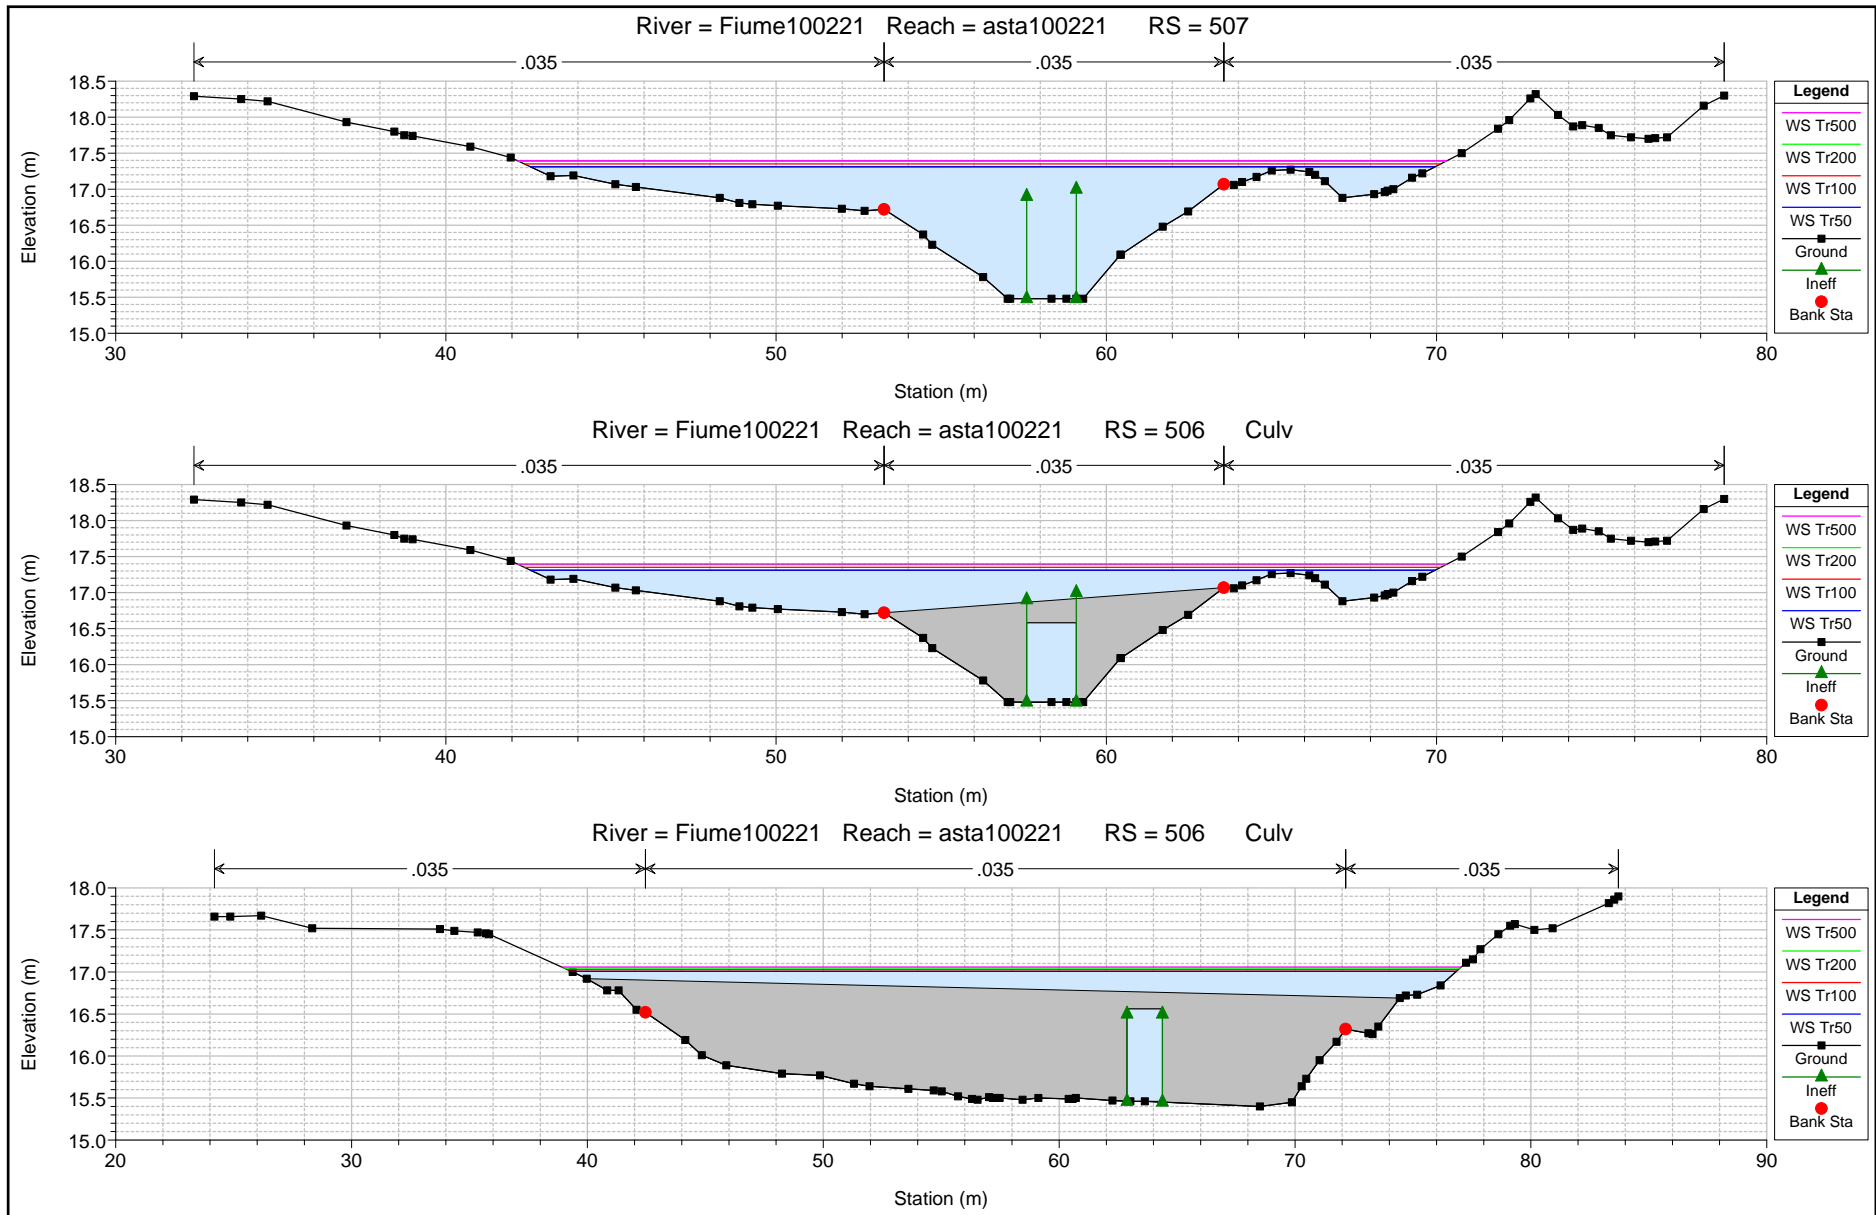 River = Fiume100221 Reach = asta100221 RS = 507
.035 .035 .035
18.5
18.0
17.5
17.0
16.5
16.0
15.5
15.0
Elevation (m)
30 40 50 60 70 80
Station (m)
Legend
WS Tr500
WS Tr200
WS Tr100
WS Tr50
Ground
Ineff
Bank Sta
River = Fiume100221 Reach = asta100221 RS = 506 Culv
.035 .035 .035
18.5
18.0
17.5
17.0
16.5
16.0
15.5
15.0
Elevation (m)
30 40 50 60 70 80
Station (m)
Legend
WS Tr500
WS Tr200
WS Tr100
WS Tr50
Ground
Ineff
Bank Sta
River = Fiume100221 Reach = asta100221 RS = 506 Culv
.035 .035 .035
18.0
17.5
17.0
16.5
16.0
15.5
15.0
Elevation (m)
20 30 40 50 60 70 80 90
Station (m)
Legend
WS Tr500
WS Tr200
WS Tr100
WS Tr50
Ground
Ineff
Bank Sta